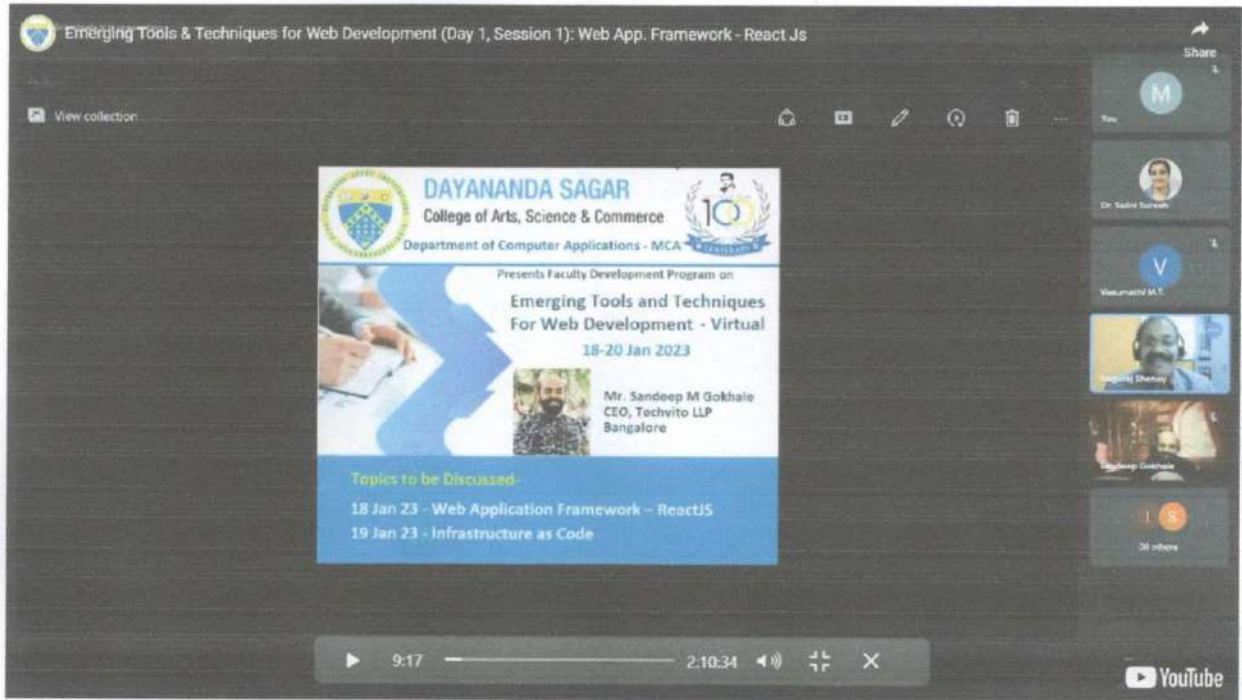 Emerging Tools & Techniques for Web Development (Day 1, Session 1): Web App. Framework - React Js
Share
View collection
M
You
DAYANANDA SAGAR
College of Arts, Science & Commerce
Department of Computer Applications - MCA
100
Presents Faculty Development Program on
Emerging Tools and Techniques
For Web Development - Virtual
18-20 Jan 2023
Mr. Sandeep M Gokhale
CEO, Techvito LLP
Bangalore
Topics to be Discussed-
18 Jan 23 - Web Application Framework – ReactJS
19 Jan 23 - Infrastructure as Code
Dr. Salini Suresh
V
Vasumathi M.T.
Shenoy
Sandeep Gokhale
S
others
9:17
2:10:34
YouTube